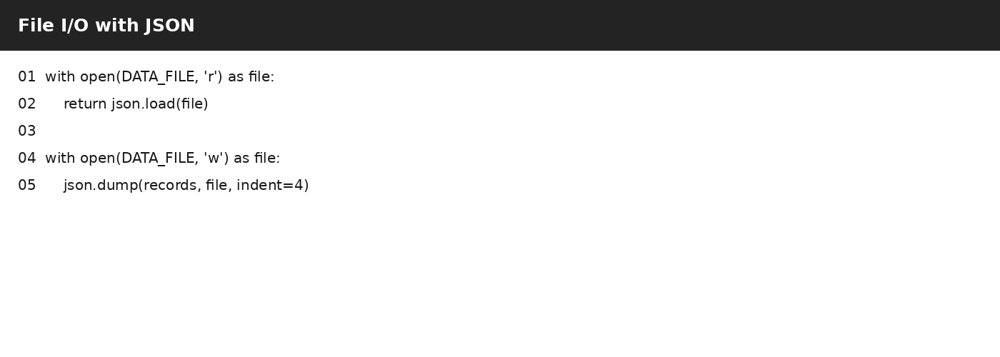 File I/O with JSON
01  with open(DATA_FILE, 'r') as file:
02      return json.load(file)
03
04  with open(DATA_FILE, 'w') as file:
05      json.dump(records, file, indent=4)